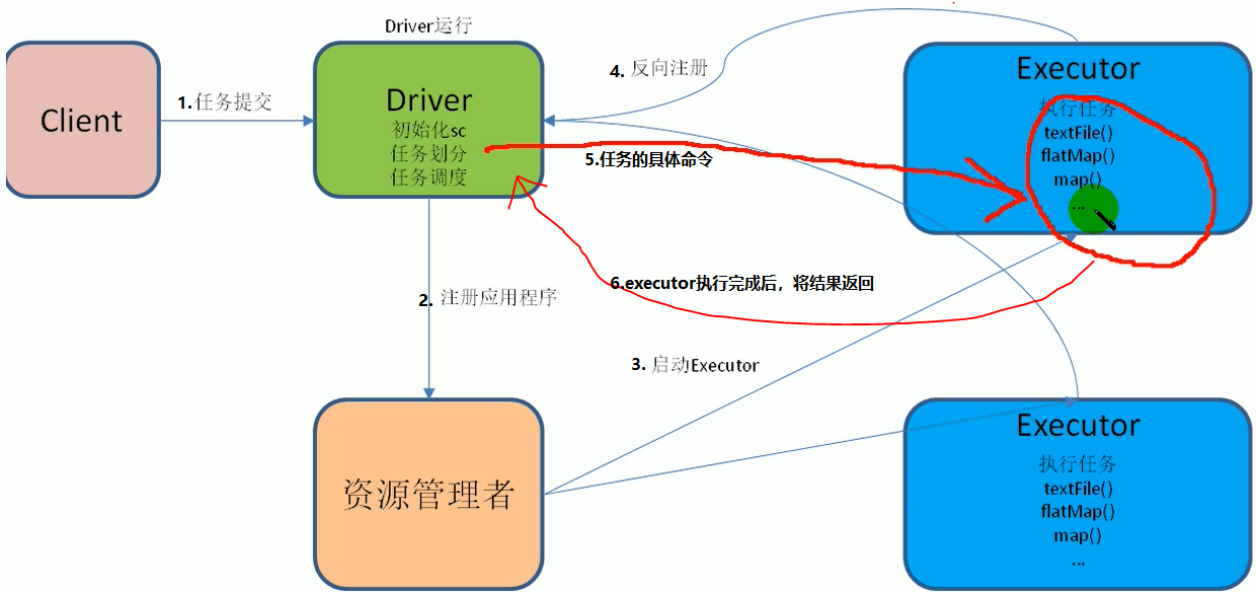 Driver运行
Client
1.任务提交
Driver
初始化sc
任务划分
任务调度
4. 反向注册
Executor
执行任务
textFile()
flatMap()
map()
...
5.任务的具体命令
6.executor执行完成后，将结果返回
2. 注册应用程序
3. 启动Executor
资源管理者
Executor
执行任务
textFile()
flatMap()
map()
...